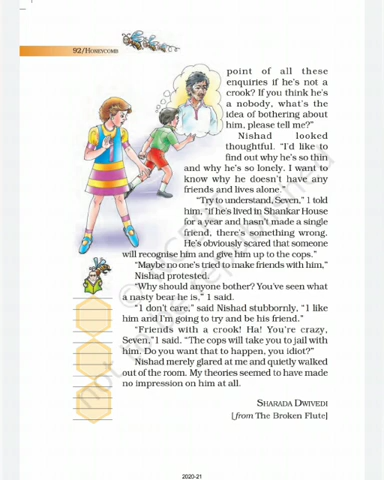 92/HONEYCOMB
point of all these
enquiries if he's not a
crook? If you think he's
a nobody, what's the
idea of bothering about
him, please tell me?"
Nishad looked
thoughtful. "I'd like to
find out why he's so thin
and why he's so lonely. I want to
know why he doesn't have any
friends and lives alone."
"Try to understand, Seven," I told
him, "if he's lived in Shankar House
for a year and hasn't made a single
friend, there's something wrong.
He's obviously scared that someone
will recognise him and give him up to the cops."
"Maybe no one's tried to make friends with him,"
Nishad protested.
"Why should anyone bother? You've seen what
a nasty bear he is," I said.
"I don't care," said Nishad stubbornly, "I like
him and I'm going to try and be his friend."
"Friends with a crook! Ha! You're crazy,
Seven," I said. "The cops will take you to jail with
him. Do you want that to happen, you idiot?"
Nishad merely glared at me and quietly walked
out of the room. My theories seemed to have made
no impression on him at all.
SHARADA DWIVEDI
[from The Broken Flute]
2020-21